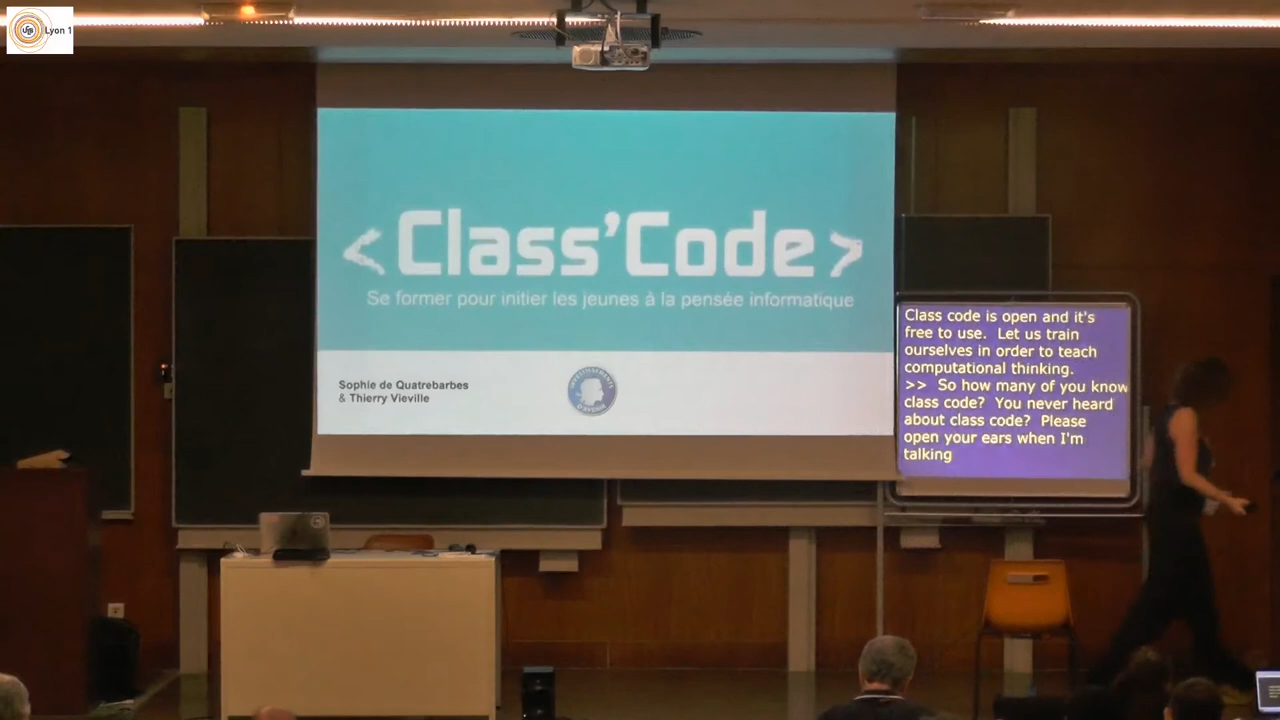 Lyon 1
< Class'Code >
Se former pour initier les jeunes à la pensée informatique
Sophie de Quatrebarbes
& Thierry Vieville
INVESTISSEMENTS
D'AVENIR
Class code is open and it's
free to use. Let us train
ourselves in order to teach
computational thinking.
>> So how many of you know
class code? You never heard
about class code? Please
open your ears when I'm
talking